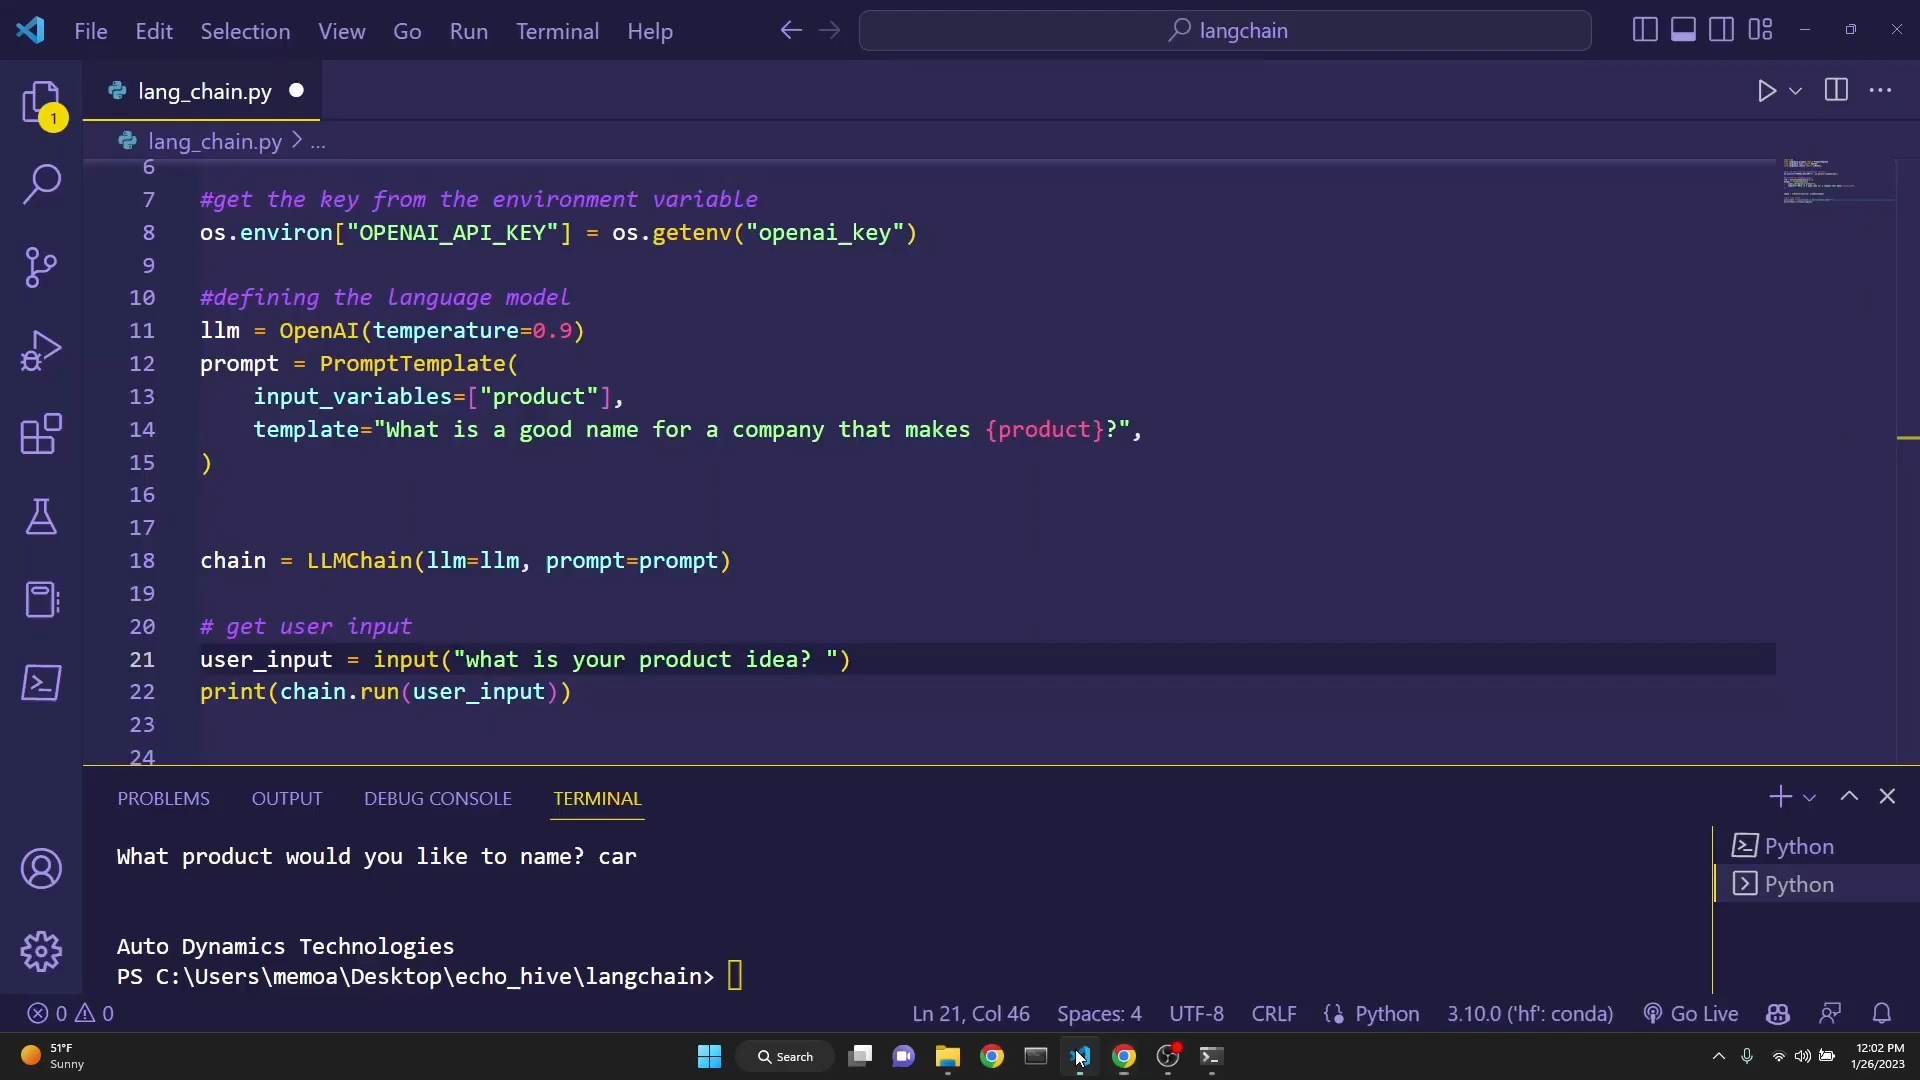 File Edit Selection View Go Run Terminal Help
langchain
lang_chain.py
1
lang_chain.py > ...
6
7 #get the key from the environment variable
8 os.environ["OPENAI_API_KEY"] = os.getenv("openai_key")
9
10 #defining the language model
11 llm = OpenAI(temperature=0.9)
12 prompt = PromptTemplate(
13     input_variables=["product"],
14     template="What is a good name for a company that makes {product}?",
15 )
16
17
18 chain = LLMChain(llm=llm, prompt=prompt)
19
20 # get user input
21 user_input = input("what is your product idea? ")
22 print(chain.run(user_input))
23
24
PROBLEMS OUTPUT DEBUG CONSOLE TERMINAL
What product would you like to name? car
Auto Dynamics Technologies
PS C:\Users\memoa\Desktop\echo_hive\langchain>
Python
Python
0 0 Ln 21, Col 46 Spaces: 4 UTF-8 CRLF Python 3.10.0 ('hf': conda) Go Live
51°F
Sunny
Search
12:02 PM
1/26/2023